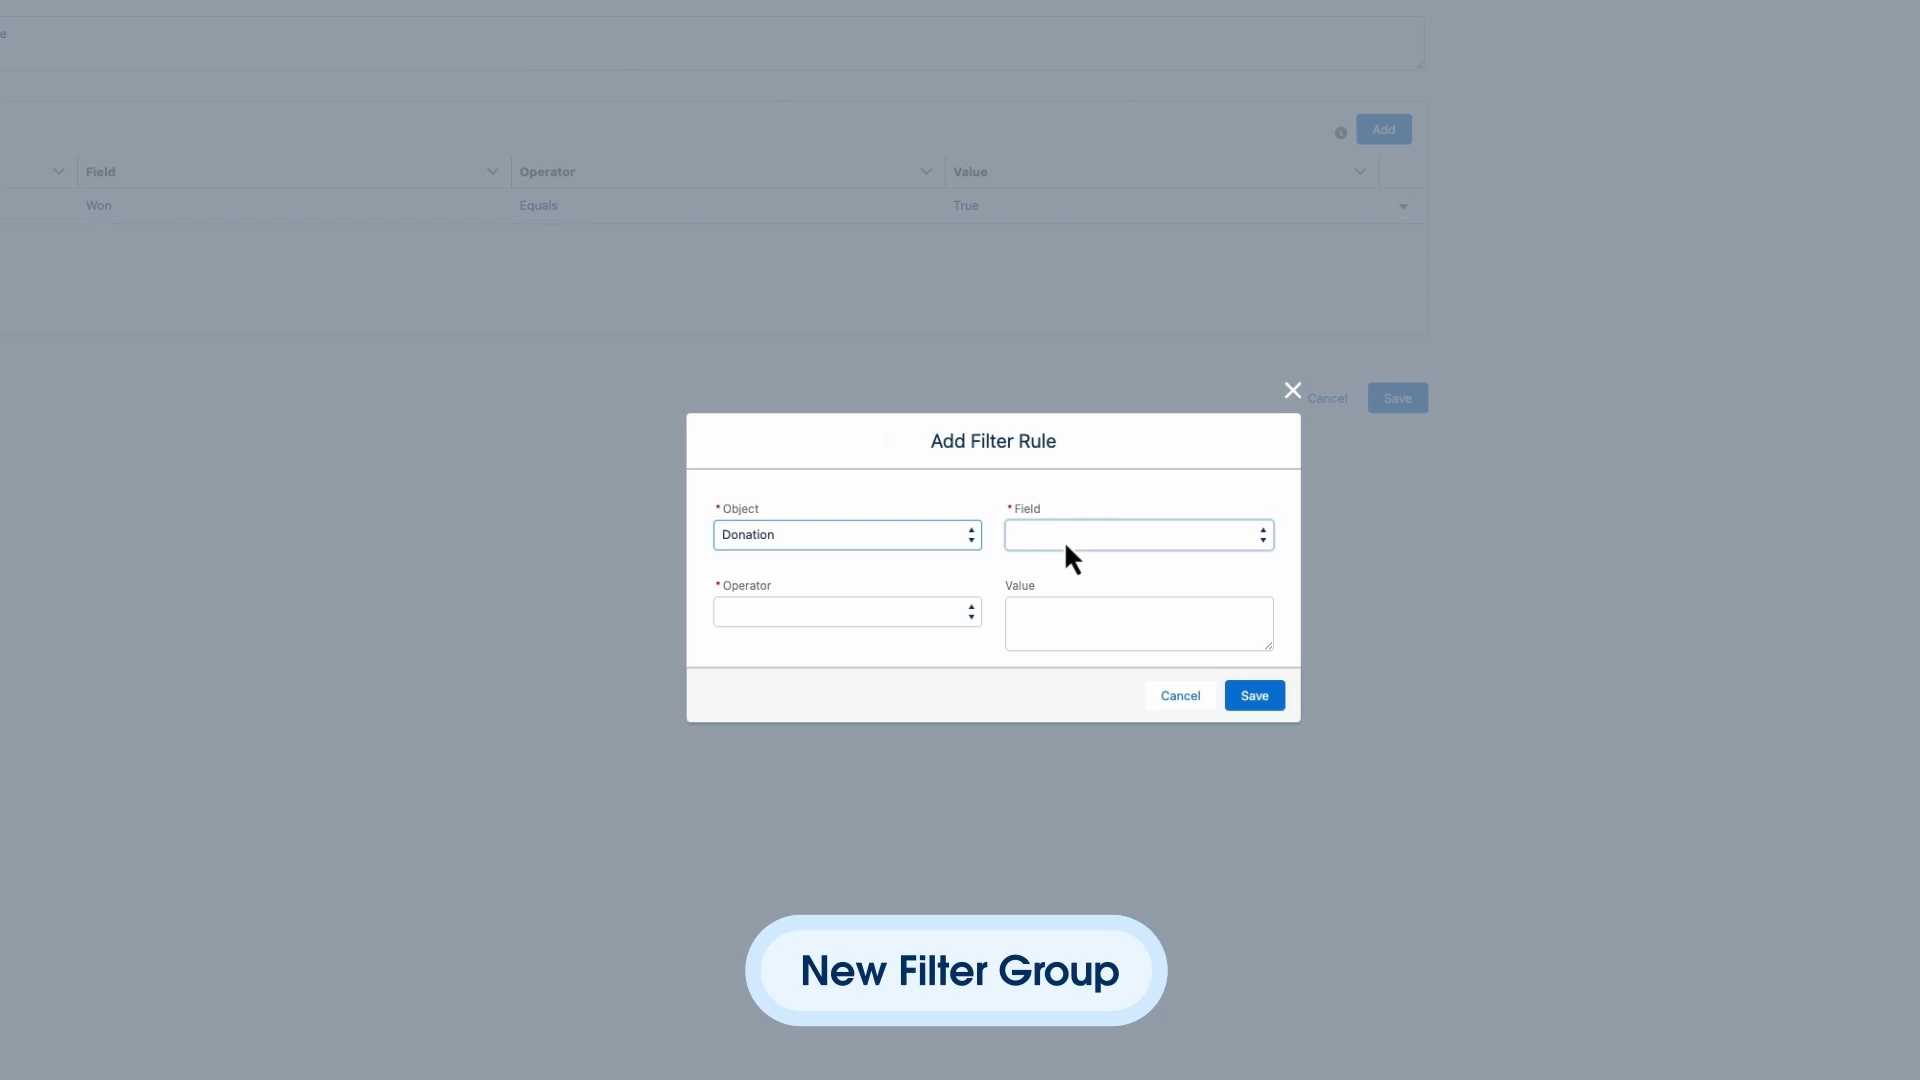 e
Add
Field Operator Value
Won Equals True
Cancel Save
Add Filter Rule
* Object * Field
Donation
* Operator Value
Cancel Save
New Filter Group